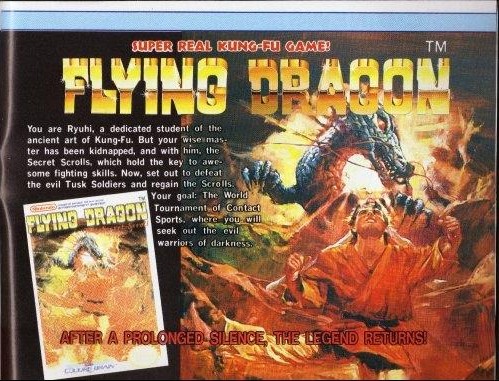 SUPER REAL KUNG-FU GAME!
FLYING DRAGON TM
You are Ryuhi, a dedicated student of the
ancient art of Kung-Fu. But your wise mas-
ter has been kidnapped, and with him, the
Secret Scrolls, which hold the key to awe-
some fighting skills. Now, set out to defeat
the evil Tusk Soldiers and regain the Scrolls.
Your goal: The World
Tournament of Contact
Sports, where you will
seek out the evil
warriors of darkness.
Nintendo
FLYING DRAGON
CULTURE BRAIN
AFTER A PROLONGED SILENCE, THE LEGEND RETURNS!